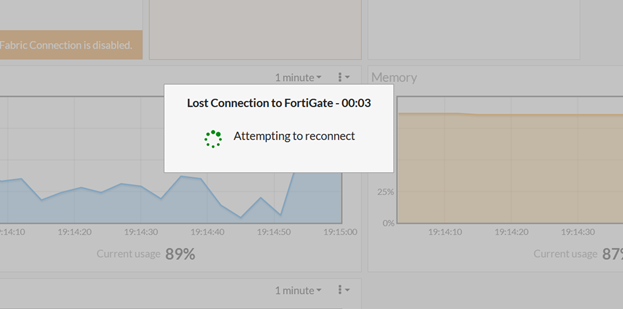 Fabric Connection is disabled.
1 minute
Memory
Lost Connection to FortiGate - 00:03
Attempting to reconnect
25%
0%
19:14:10
19:14:20
19:14:30
19:14:40
19:14:50
19:15:00
19:14:10
19:14:20
19:14:30
Current usage 89%
Current usage 87%
1 minute